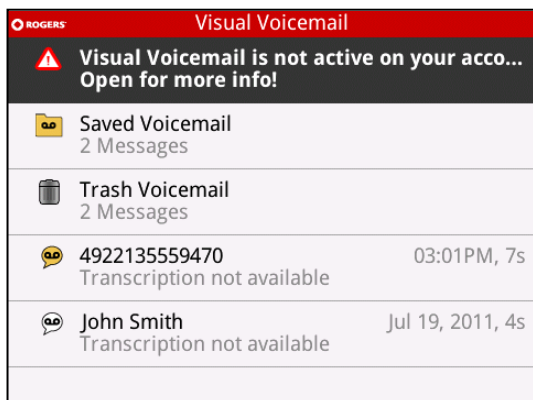 ROGERS Visual Voicemail
Visual Voicemail is not active on your acco...
Open for more info!
Saved Voicemail
2 Messages
Trash Voicemail
2 Messages
4922135559470 03:01PM, 7s
Transcription not available
John Smith Jul 19, 2011, 4s
Transcription not available